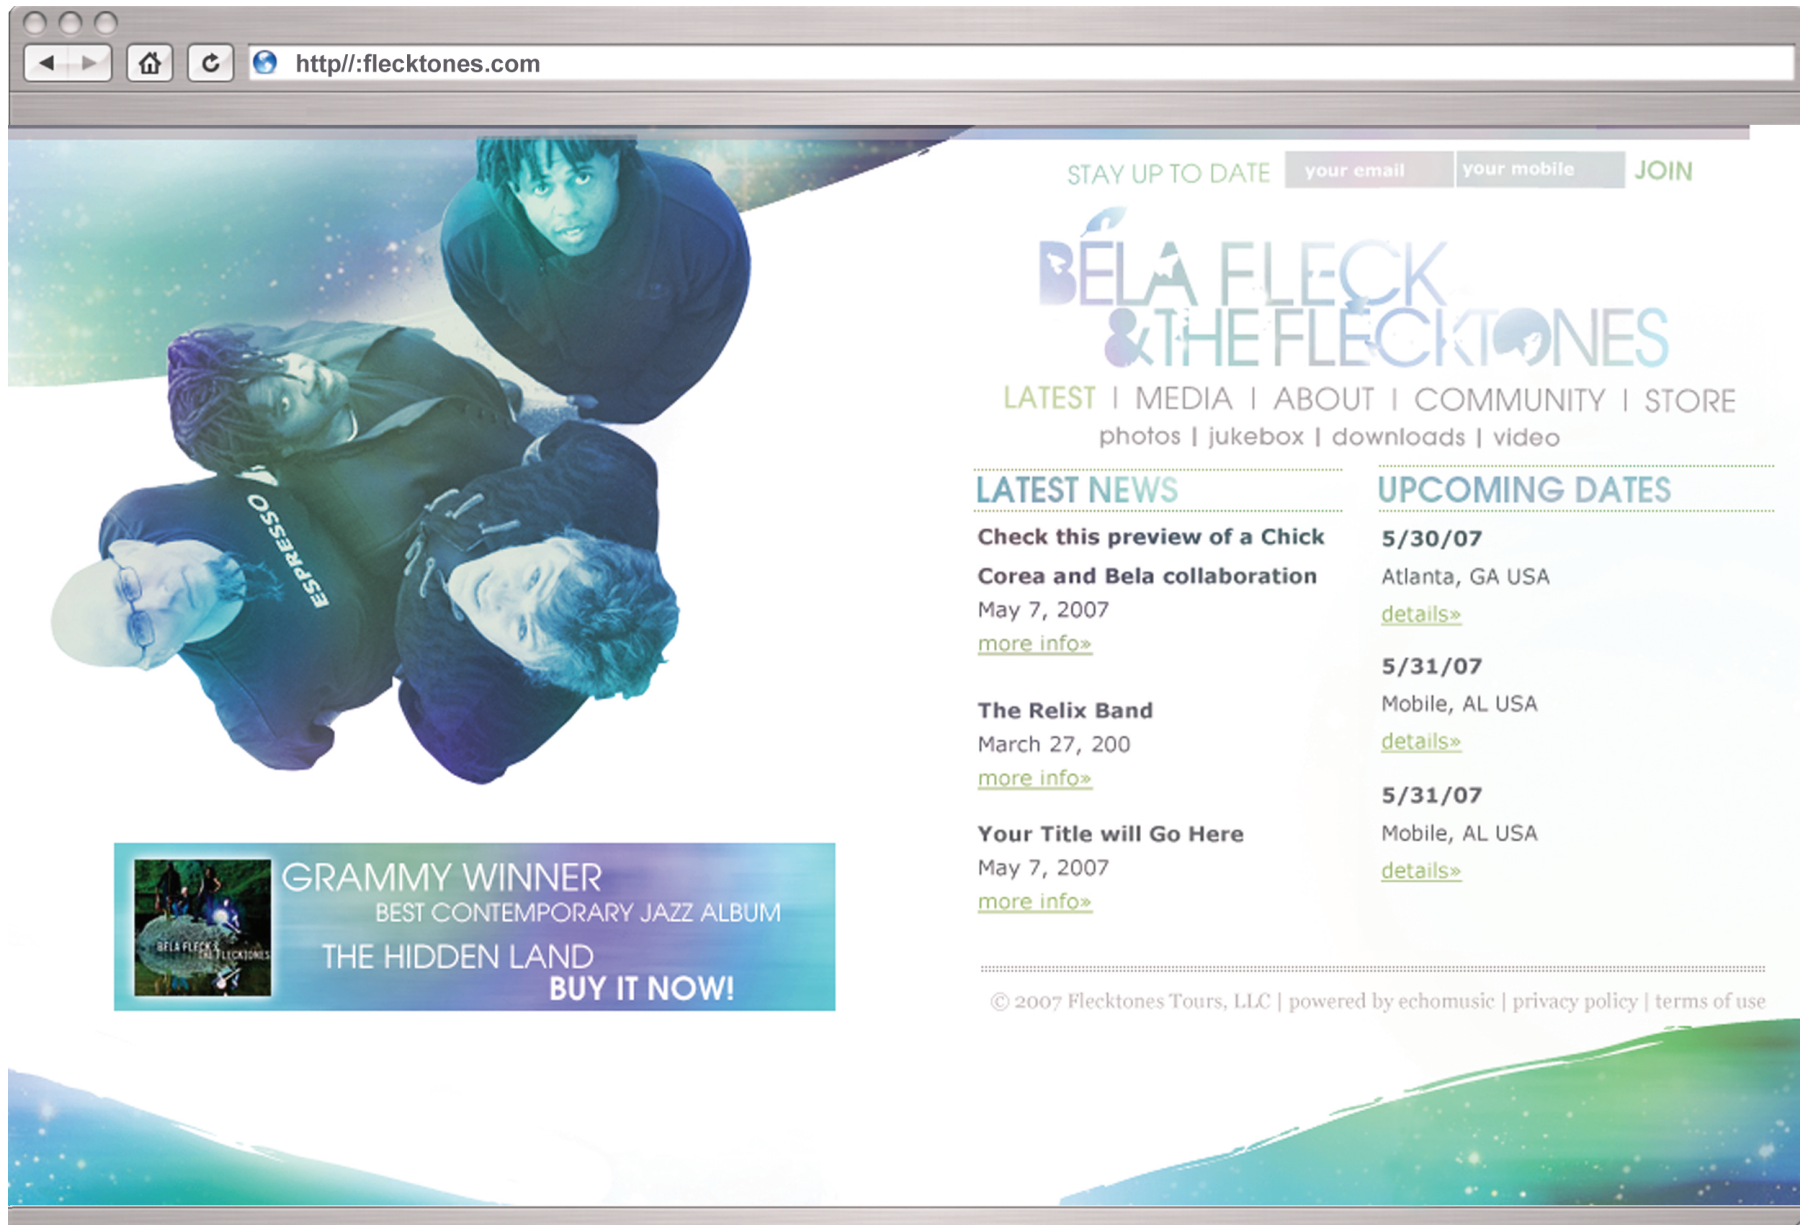 http//:flecktones.com
STAY UP TO DATE your email your mobile JOIN
BÉLA FLECK
&THE FLECKTONES
LATEST | MEDIA | ABOUT | COMMUNITY | STORE
photos | jukebox | downloads | video
LATEST NEWS
Check this preview of a Chick
Corea and Bela collaboration
May 7, 2007
more info»
The Relix Band
March 27, 200
more info»
Your Title will Go Here
May 7, 2007
more info»
UPCOMING DATES
5/30/07
Atlanta, GA USA
details»
5/31/07
Mobile, AL USA
details»
5/31/07
Mobile, AL USA
details»
ESPRESSO
BÉLA FLECK &
THE FLECKTONES
GRAMMY WINNER
BEST CONTEMPORARY JAZZ ALBUM
THE HIDDEN LAND
BUY IT NOW!
© 2007 Flecktones Tours, LLC | powered by echomusic | privacy policy | terms of use